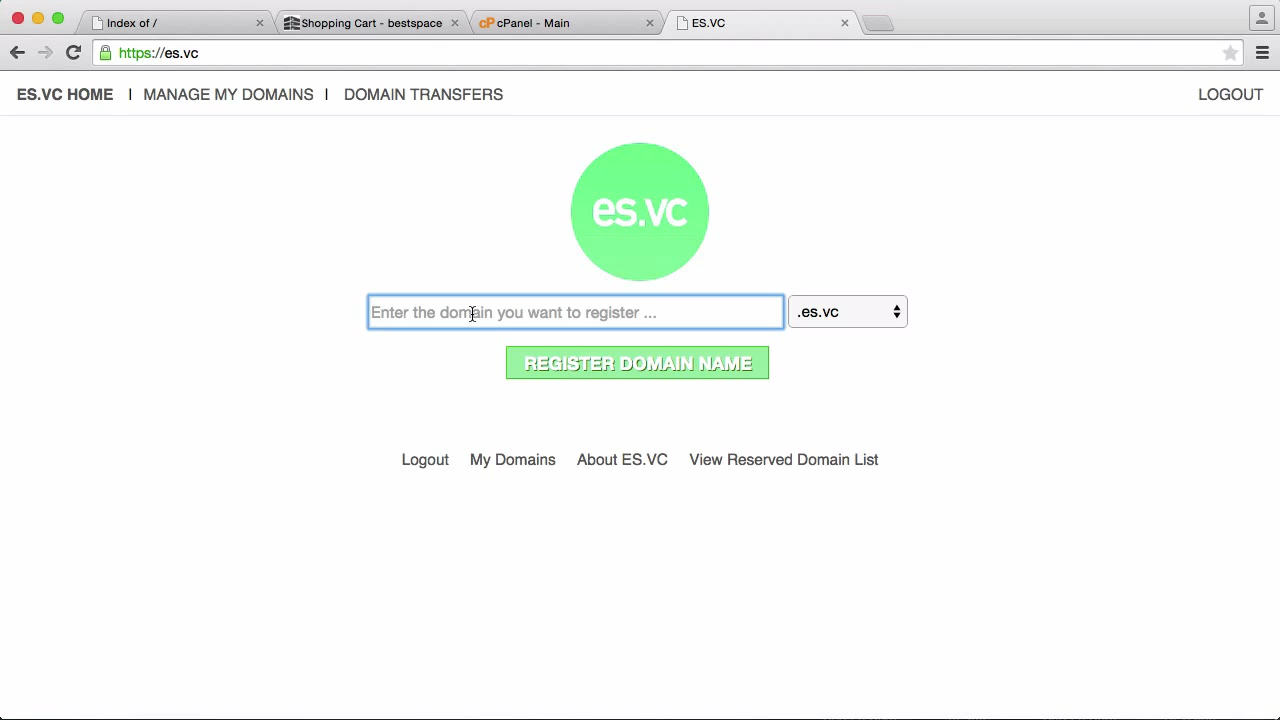 Index of /
Shopping Cart - bestspace
cP cPanel - Main
ES.VC
https://es.vc
ES.VC HOME | MANAGE MY DOMAINS | DOMAIN TRANSFERS
LOGOUT
es.vc
Enter the domain you want to register ...
.es.vc
REGISTER DOMAIN NAME
Logout My Domains About ES.VC View Reserved Domain List